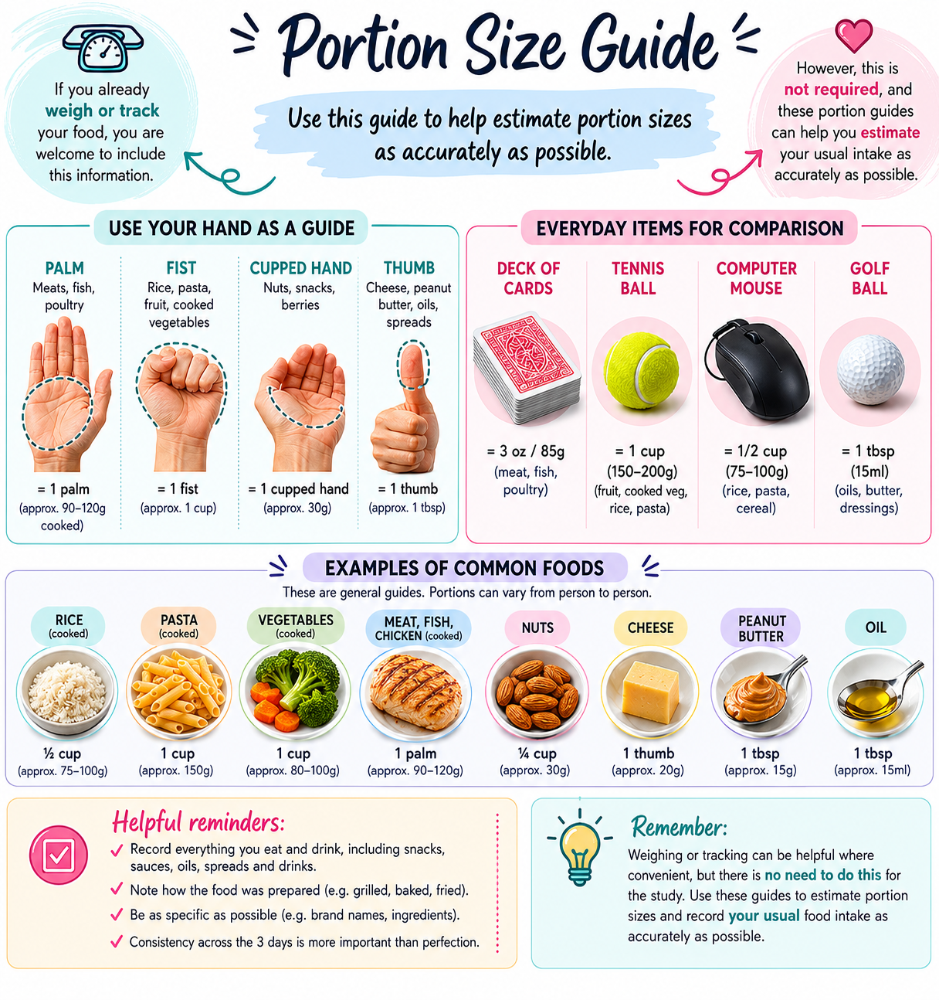 Portion Size Guide
Use this guide to help estimate portion sizes
as accurately as possible.
If you already
weigh or track
your food, you are
welcome to include
this information.
However, this is
not required, and
these portion guides
can help you estimate
your usual intake as
accurately as possible.
USE YOUR HAND AS A GUIDE
PALM
Meats, fish,
poultry
= 1 palm
(approx. 90–120g
cooked)
FIST
Rice, pasta,
fruit, cooked
vegetables
= 1 fist
(approx. 1 cup)
CUPPED HAND
Nuts, snacks,
berries
= 1 cupped hand
(approx. 30g)
THUMB
Cheese, peanut
butter, oils,
spreads
= 1 thumb
(approx. 1 tbsp)
EVERYDAY ITEMS FOR COMPARISON
DECK OF
CARDS
= 3 oz / 85g
(meat, fish,
poultry)
TENNIS
BALL
= 1 cup
(150–200g)
(fruit, cooked veg,
rice, pasta)
COMPUTER
MOUSE
= 1/2 cup
(75–100g)
(rice, pasta,
cereal)
GOLF
BALL
= 1 tbsp
(15ml)
(oils, butter,
dressings)
EXAMPLES OF COMMON FOODS
These are general guides. Portions can vary from person to person.
RICE
(cooked)
½ cup
(approx. 75–100g)
PASTA
(cooked)
1 cup
(approx. 150g)
VEGETABLES
(cooked)
1 cup
(approx. 80–100g)
MEAT, FISH,
CHICKEN (cooked)
1 palm
(approx. 90–120g)
NUTS
¼ cup
(approx. 30g)
CHEESE
1 thumb
(approx. 20g)
PEANUT
BUTTER
1 tbsp
(approx. 15g)
OIL
1 tbsp
(approx. 15ml)
Helpful reminders:
Record everything you eat and drink, including snacks,
sauces, oils, spreads and drinks.
Note how the food was prepared (e.g. grilled, baked, fried).
Be as specific as possible (e.g. brand names, ingredients).
Consistency across the 3 days is more important than perfection.
Remember:
Weighing or tracking can be helpful where
convenient, but there is no need to do this for
the study. Use these guides to estimate portion
sizes and record your usual food intake as
accurately as possible.